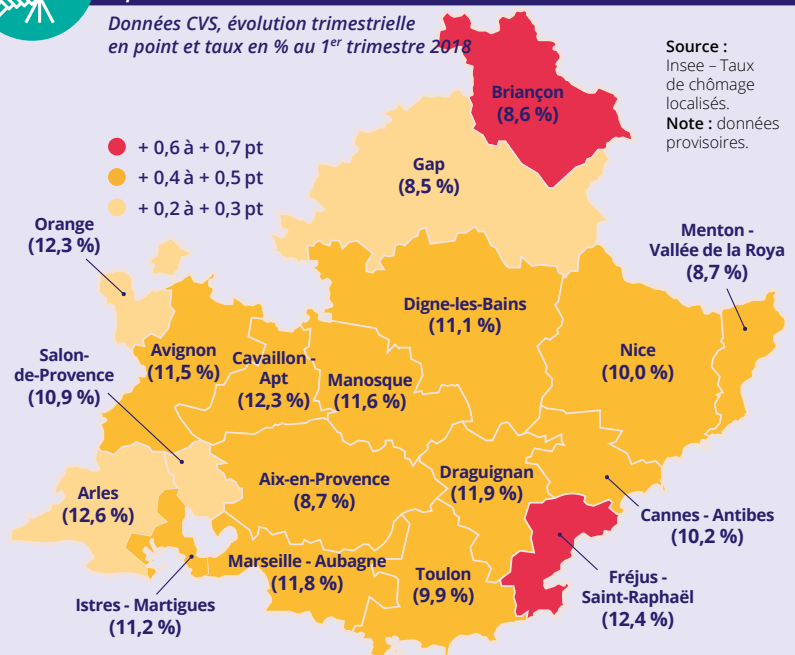 Données CVS, évolution trimestrielle
en point et taux en % au 1er trimestre 2018
Source :
Insee – Taux
de chômage
localisés.
Note : données
provisoires.
+ 0,6 à + 0,7 pt
+ 0,4 à + 0,5 pt
+ 0,2 à + 0,3 pt
Briançon
(8,6 %)
Gap
(8,5 %)
Orange
(12,3 %)
Menton -
Vallée de la Roya
(8,7 %)
Digne-les-Bains
(11,1 %)
Avignon
(11,5 %)
Cavaillon -
Apt
(12,3 %)
Manosque
(11,6 %)
Nice
(10,0 %)
Salon-
de-Provence
(10,9 %)
Arles
(12,6 %)
Aix-en-Provence
(8,7 %)
Draguignan
(11,9 %)
Cannes - Antibes
(10,2 %)
Marseille - Aubagne
(11,8 %)
Toulon
(9,9 %)
Fréjus -
Saint-Raphaël
(12,4 %)
Istres - Martigues
(11,2 %)